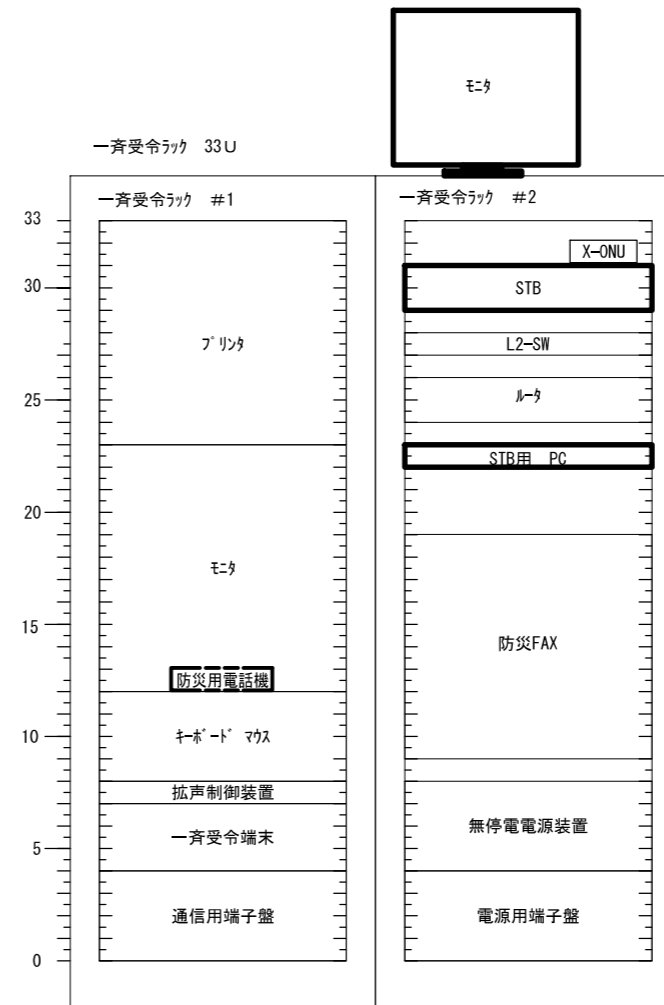 モニタ
一斉受令ラック 33U
一斉受令ラック #1
一斉受令ラック #2
33
30
25
20
15
10
5
0
プリンタ
モニタ
防災用電話機
キーボード マウス
拡声制御装置
一斉受令端末
通信用端子盤
X-ONU
STB
L2-SW
ルータ
STB用 PC
防災FAX
無停電電源装置
電源用端子盤